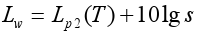 L_w = L_{p2}(T) + 10 lg s